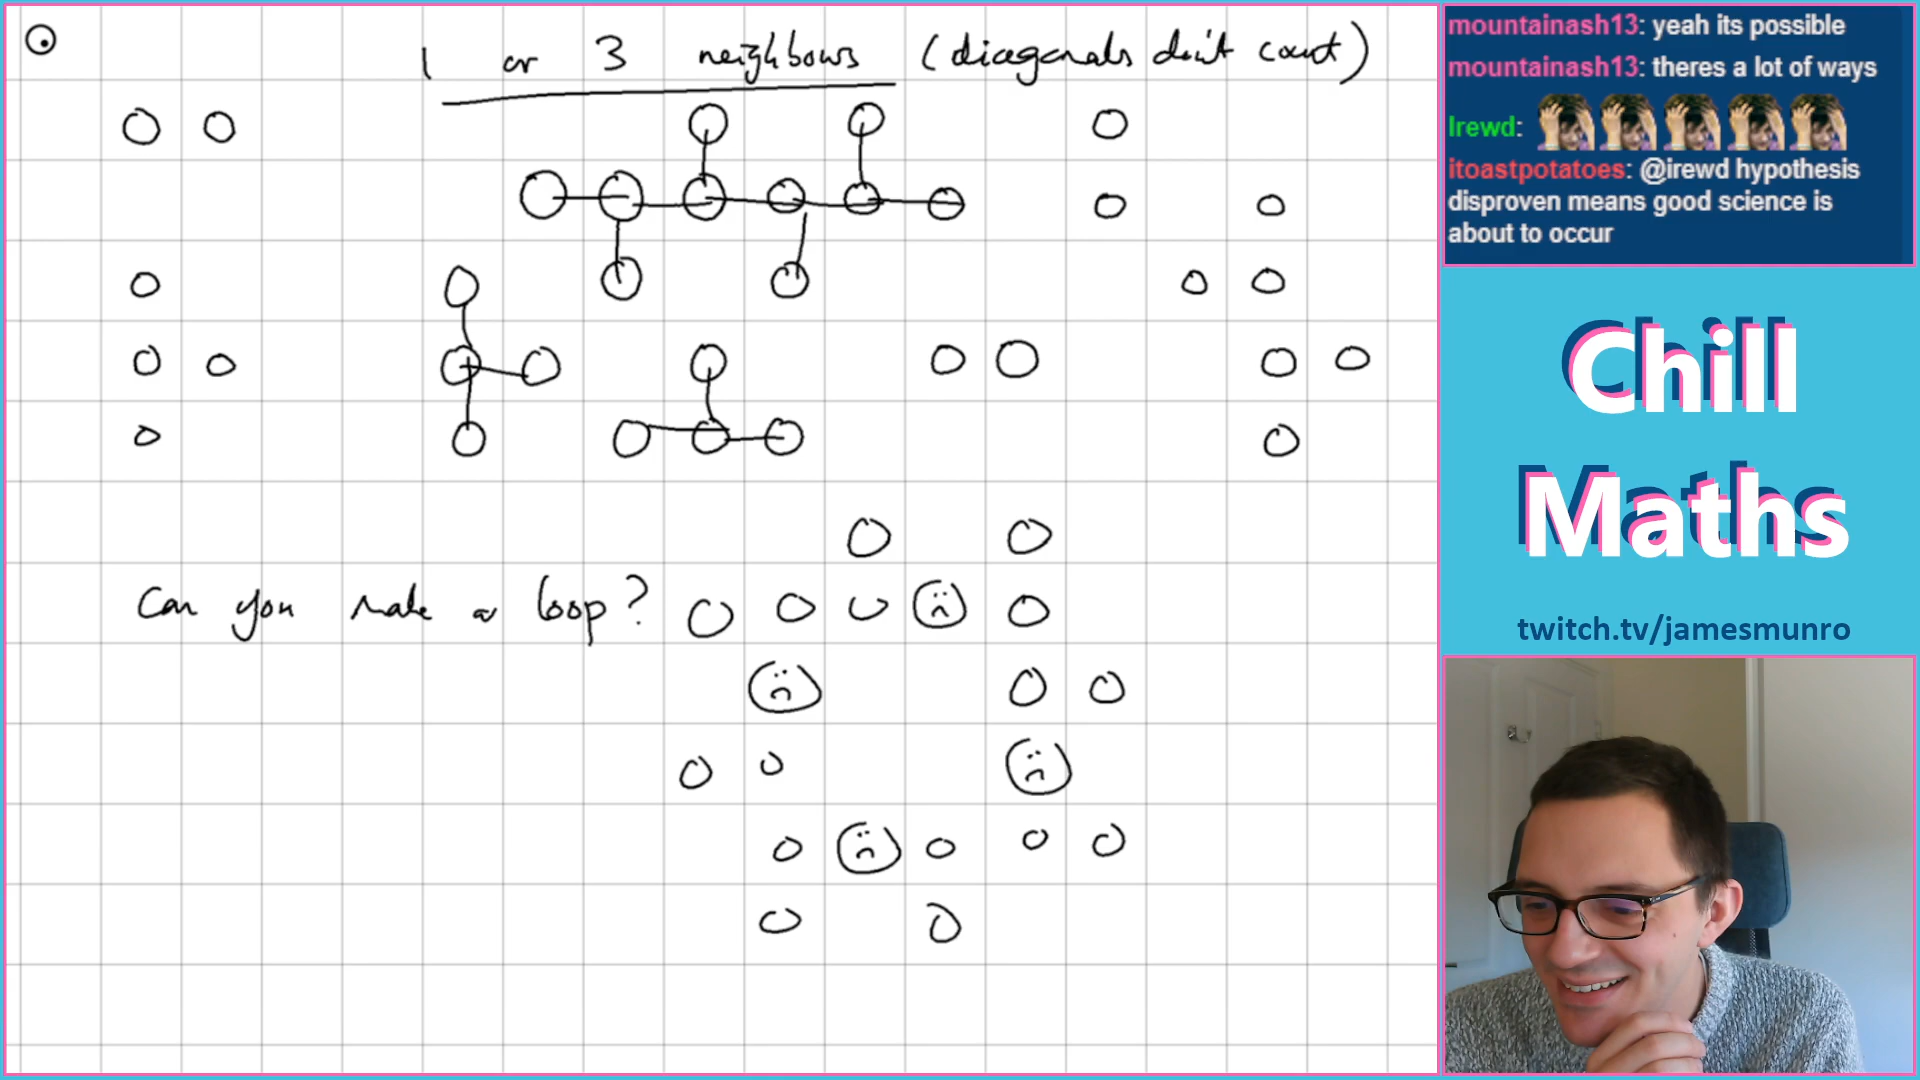 1 or 3 neighbours (diagonals don't count)
Can you make a loop?
mountainash13: yeah its possible
mountainash13: theres a lot of ways
Irewd:
itoastpotatoes: @irewd hypothesis
disproven means good science is
about to occur
Chill
Maths
twitch.tv/jamesmunro